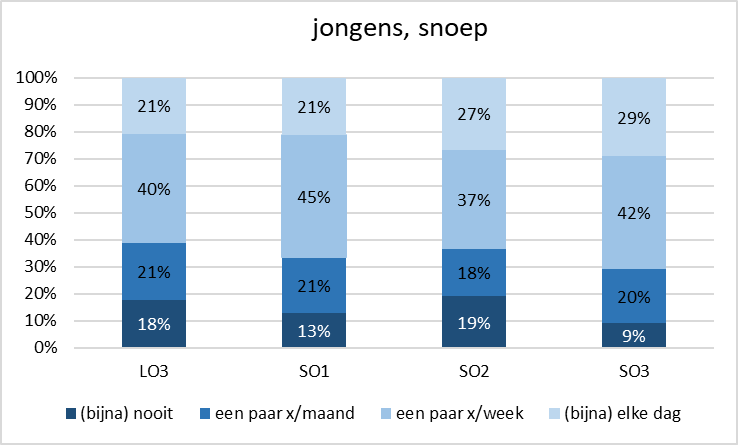 jongens, snoep
100%
90%
80%
70%
60%
50%
40%
30%
20%
10%
0%
21% 21% 27% 29%
40% 45% 37% 42%
21% 21% 18% 20%
18% 13% 19% 9%
LO3 SO1 SO2 SO3
(bijna) nooit een paar x/maand een paar x/week (bijna) elke dag